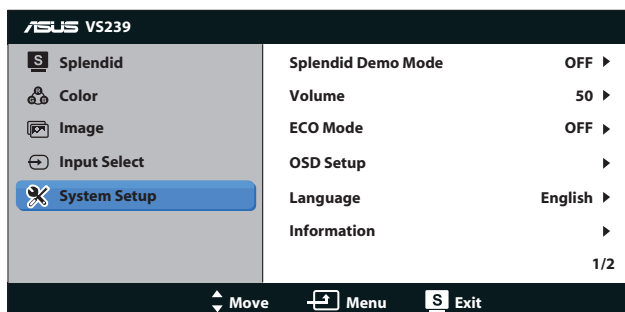 ASUS VS239
S Splendid
Color
Image
Input Select
System Setup
Splendid Demo Mode OFF
Volume 50
ECO Mode OFF
OSD Setup
Language English
Information
1/2
Move Menu S Exit